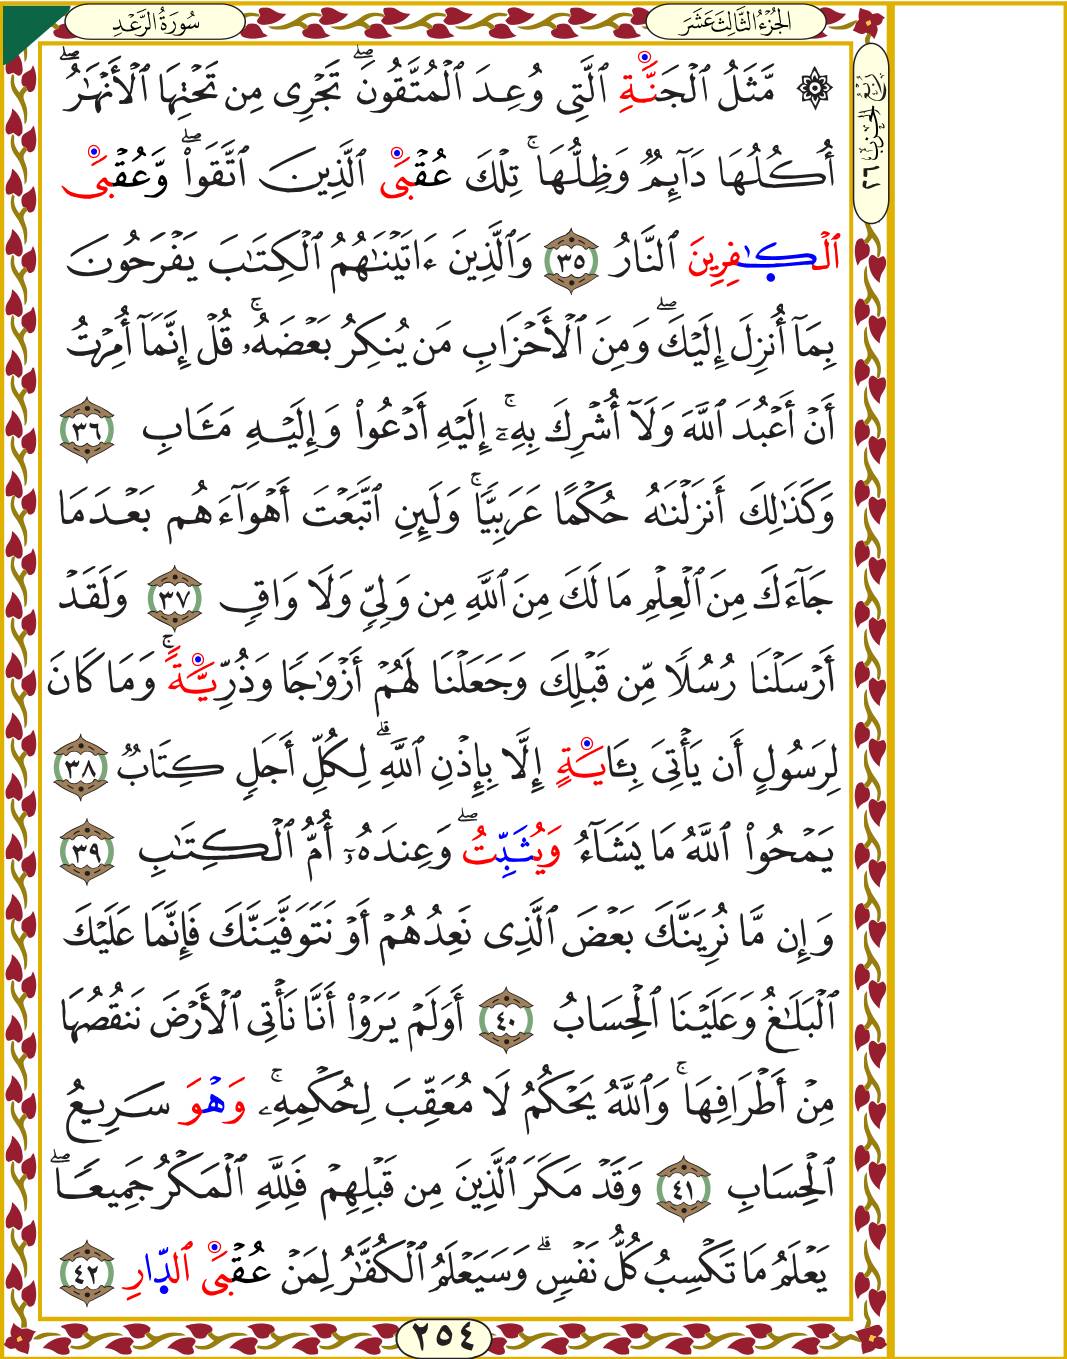 سُورَةُ الرَّعْدِ
الجُزْءُ الثَّالِثَ عَشَرَ
رُبْعُ الحِزْبِ ٢٦
۞ مَّثَلُ ٱلْجَنَّةِ ٱلَّتِى وُعِدَ ٱلْمُتَّقُونَ ۖ تَجْرِى مِن تَحْتِهَا ٱلْأَنْهَٰرُ ۖ
أُكُلُهَا دَآئِمٌ وَظِلُّهَا ۚ تِلْكَ عُقْبَى ٱلَّذِينَ ٱتَّقَوا۟ ۖ وَّعُقْبَى
ٱلْكَٰفِرِينَ ٱلنَّارُ ٣٥ وَٱلَّذِينَ ءَاتَيْنَٰهُمُ ٱلْكِتَٰبَ يَفْرَحُونَ
بِمَآ أُنزِلَ إِلَيْكَ ۖ وَمِنَ ٱلْأَحْزَابِ مَن يُنكِرُ بَعْضَهُۥ ۚ قُلْ إِنَّمَآ أُمِرْتُ
أَنْ أَعْبُدَ ٱللَّهَ وَلَآ أُشْرِكَ بِهِۦٓ ۚ إِلَيْهِ أَدْعُوا۟ وَإِلَيْهِ مَـَٔابِ ٣٦
وَكَذَٰلِكَ أَنزَلْنَٰهُ حُكْمًا عَرَبِيًّا ۚ وَلَئِنِ ٱتَّبَعْتَ أَهْوَآءَهُم بَعْدَمَا
جَآءَكَ مِنَ ٱلْعِلْمِ مَا لَكَ مِنَ ٱللَّهِ مِن وَلِىٍّ وَلَا وَاقٍ ٣٧ وَلَقَدْ
أَرْسَلْنَا رُسُلًا مِّن قَبْلِكَ وَجَعَلْنَا لَهُمْ أَزْوَٰجًا وَذُرِّيَّةً ۚ وَمَا كَانَ
لِرَسُولٍ أَن يَأْتِىَ بِـَٔايَةٍ إِلَّا بِإِذْنِ ٱللَّهِ ۗ لِكُلِّ أَجَلٍ كِتَابٌ ٣٨
يَمْحُوا۟ ٱللَّهُ مَا يَشَآءُ وَيُثَبِّتُ ۖ وَعِندَهُۥٓ أُمُّ ٱلْكِتَٰبِ ٣٩
وَإِن مَّا نُرِيَنَّكَ بَعْضَ ٱلَّذِى نَعِدُهُمْ أَوْ نَتَوَفَّيَنَّكَ فَإِنَّمَا عَلَيْكَ
ٱلْبَلَٰغُ وَعَلَيْنَا ٱلْحِسَابُ ٤٠ أَوَلَمْ يَرَوْا۟ أَنَّا نَأْتِى ٱلْأَرْضَ نَنقُصُهَا
مِنْ أَطْرَافِهَا ۚ وَٱللَّهُ يَحْكُمُ لَا مُعَقِّبَ لِحُكْمِهِۦ ۚ وَهْوَ سَرِيعُ
ٱلْحِسَابِ ٤١ وَقَدْ مَكَرَ ٱلَّذِينَ مِن قَبْلِهِمْ فَلِلَّهِ ٱلْمَكْرُ جَمِيعًا ۖ
يَعْلَمُ مَا تَكْسِبُ كُلُّ نَفْسٍ ۗ وَسَيَعْلَمُ ٱلْكُفَّٰرُ لِمَنْ عُقْبَى ٱلدَّارِ ٤٢
٢٥٤